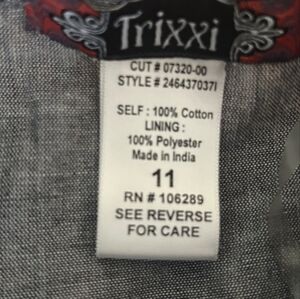 Trixxi
CUT # 07320-00
STYLE # 246437037I
SELF : 100% Cotton
LINING :
100% Polyester
Made in India
11
RN # 106289
SEE REVERSE
FOR CARE